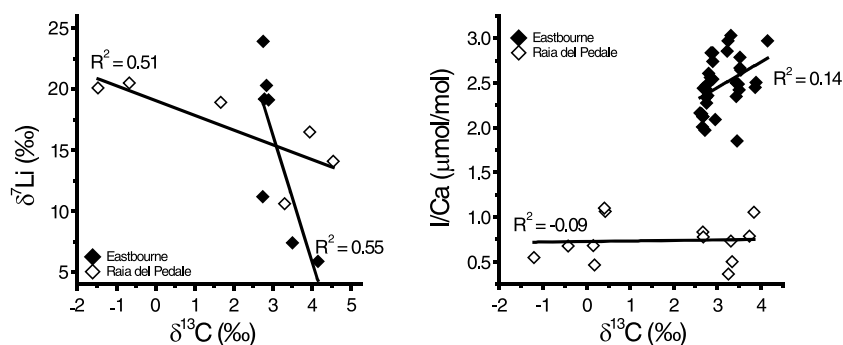 25
20
15
10
5
-2
-1
0
1
2
3
4
5
δ⁷Li (‰)
δ¹³C (‰)
R² = 0.51
R² = 0.55
Eastbourne
Raia del Pedale
3.0
2.5
2.0
1.5
1.0
0.5
-2
-1
0
1
2
3
4
I/Ca (μmol/mol)
δ¹³C (‰)
Eastbourne
Raia del Pedale
R² = 0.14
R² = -0.09